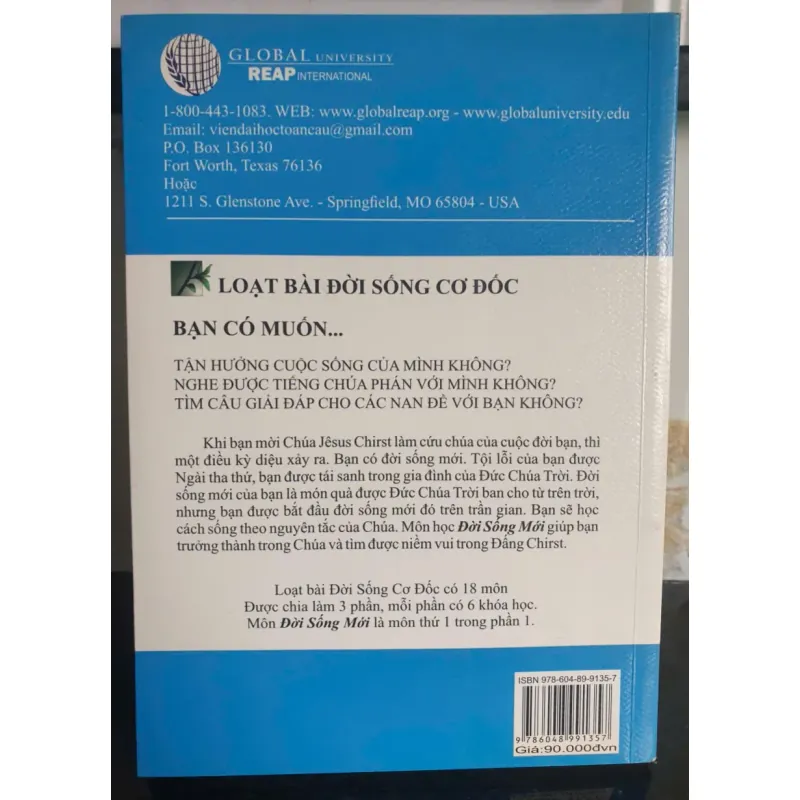 GLOBAL UNIVERSITY
REAP INTERNATIONAL
1-800-443-1083. WEB: www.globalreap.org - www.globaluniversity.edu
Email: viendaihoctoancau@gmail.com
P.O. Box 136130
Fort Worth, Texas 76136
Hoặc
1211 S. Glenstone Ave. - Springfield, MO 65804 - USA
LOẠT BÀI ĐỜI SỐNG CƠ ĐỐC
BẠN CÓ MUỐN...
TẬN HƯỞNG CUỘC SỐNG CỦA MÌNH KHÔNG?
NGHE ĐƯỢC TIẾNG CHÚA PHÁN VỚI MÌNH KHÔNG?
TÌM CÂU GIẢI ĐÁP CHO CÁC NAN ĐỀ VỚI BẠN KHÔNG?
Khi bạn mời Chúa Jêsus Chirst làm cứu chúa của cuộc đời bạn, thì
một điều kỳ diệu xảy ra. Bạn có đời sống mới. Tội lỗi của bạn được
Ngài tha thứ, bạn được tái sanh trong gia đình của Đức Chúa Trời. Đời
sống mới của bạn là món quà được Đức Chúa Trời ban cho từ trên trời,
nhưng bạn được bắt đầu đời sống mới đó trên trần gian. Bạn sẽ học
cách sống theo nguyên tắc của Chúa. Môn học Đời Sống Mới giúp bạn
trưởng thành trong Chúa và tìm được niềm vui trong Đấng Chirst.
Loạt bài Đời Sống Cơ Đốc có 18 môn
Được chia làm 3 phần, mỗi phần có 6 khóa học.
Môn Đời Sống Mới là môn thứ 1 trong phần 1.
ISBN 978-604-89-9135-7
9 786048 991357
Giá:90.000đvn